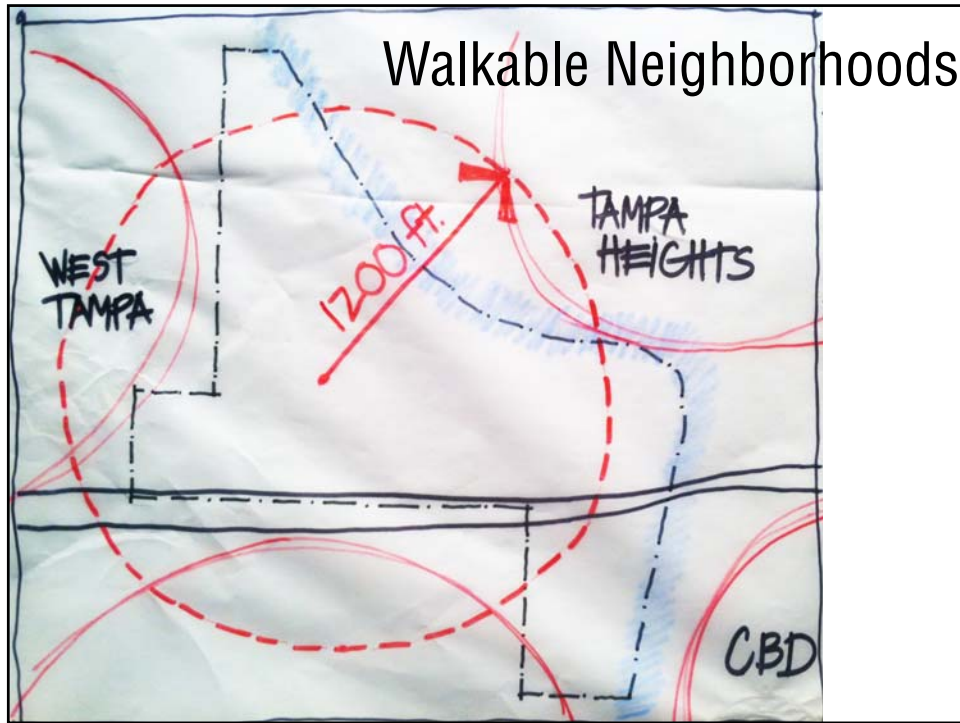 Walkable Neighborhoods
TAMPA
HEIGHTS
1200 ft.
WEST
TAMPA
CBD